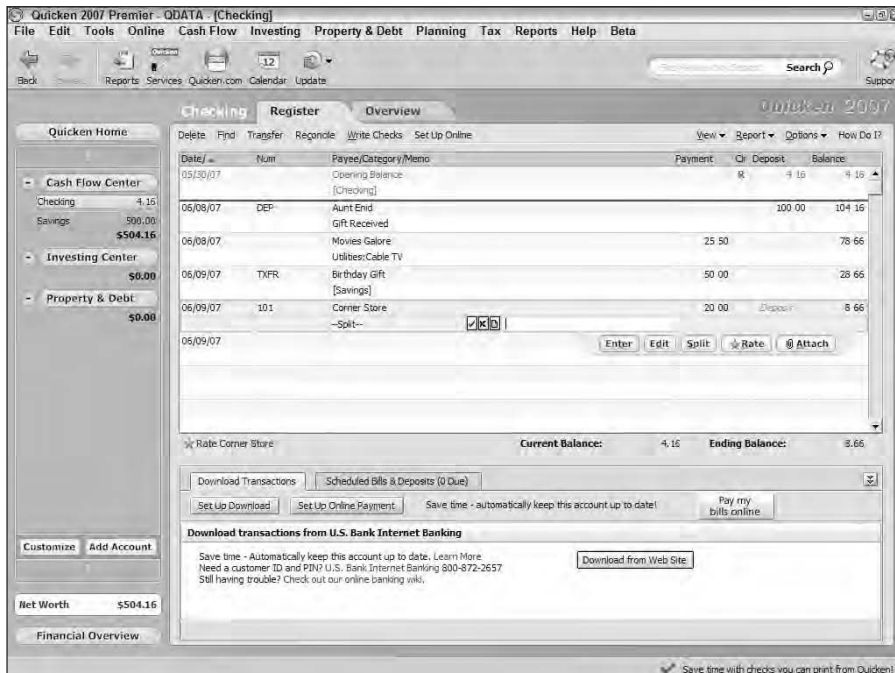 Quicken 2007 Premier - QDATA - [Checking]
File Edit Tools Online Cash Flow Investing Property & Debt Planning Tax Reports Help Beta
Back Reports Services Quicken.com Calendar Update Search Support
12
Checking Register Overview Quicken 2007
Quicken Home
Delete Find Transfer Reconcile Write Checks Set Up Online View Report Options How Do I?
Date/ Num Payee/Category/Memo Payment Clr Deposit Balance
05/30/07 Opening Balance R 4 16 4 16
[Checking]
06/08/07 DEP Aunt Enid 100 00 104 16
Gift Received
06/08/07 Movies Galore 25 50 78 66
Utilities:Cable TV
06/09/07 TXFR Birthday Gift 50 00 28 66
[Savings]
06/09/07 101 Corner Store 20 00 Deposit 8 66
--Split--
06/09/07 Enter Edit Split Rate Attach
Cash Flow Center
Checking 4.16
Savings 500.00
$504.16
Investing Center
$0.00
Property & Debt
$0.00
Rate Corner Store Current Balance: 4.16 Ending Balance: 8.66
Download Transactions Scheduled Bills & Deposits (0 Due)
Set Up Download Set Up Online Payment Save time - automatically keep this account up to date! Pay my bills online
Download transactions from U.S. Bank Internet Banking
Save time - Automatically keep this account up to date. Learn More
Need a customer ID and PIN? U.S. Bank Internet Banking 800-872-2657
Still having trouble? Check out our online banking wiki.
Download from Web Site
Customize Add Account
Net Worth $504.16
Financial Overview
Save time with checks you can print from Quicken!